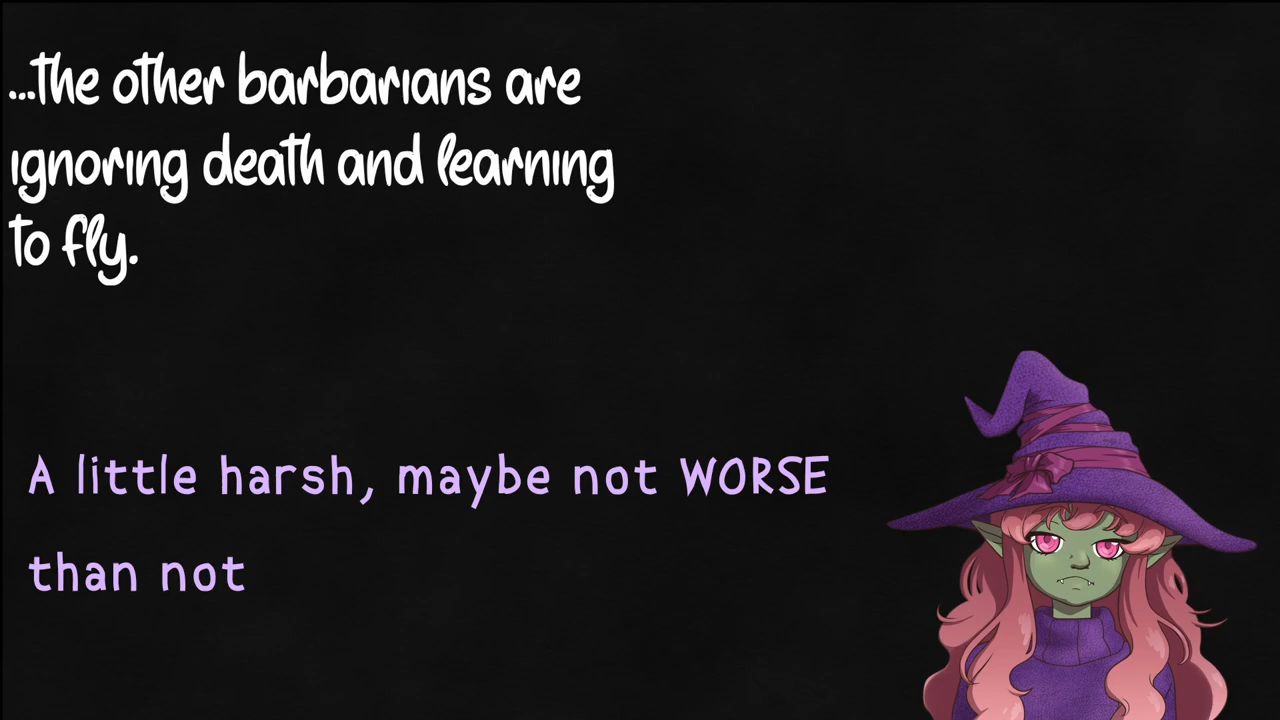 ...the other barbarians are
ignoring death and learning
to fly.
A little harsh, maybe not WORSE
than not